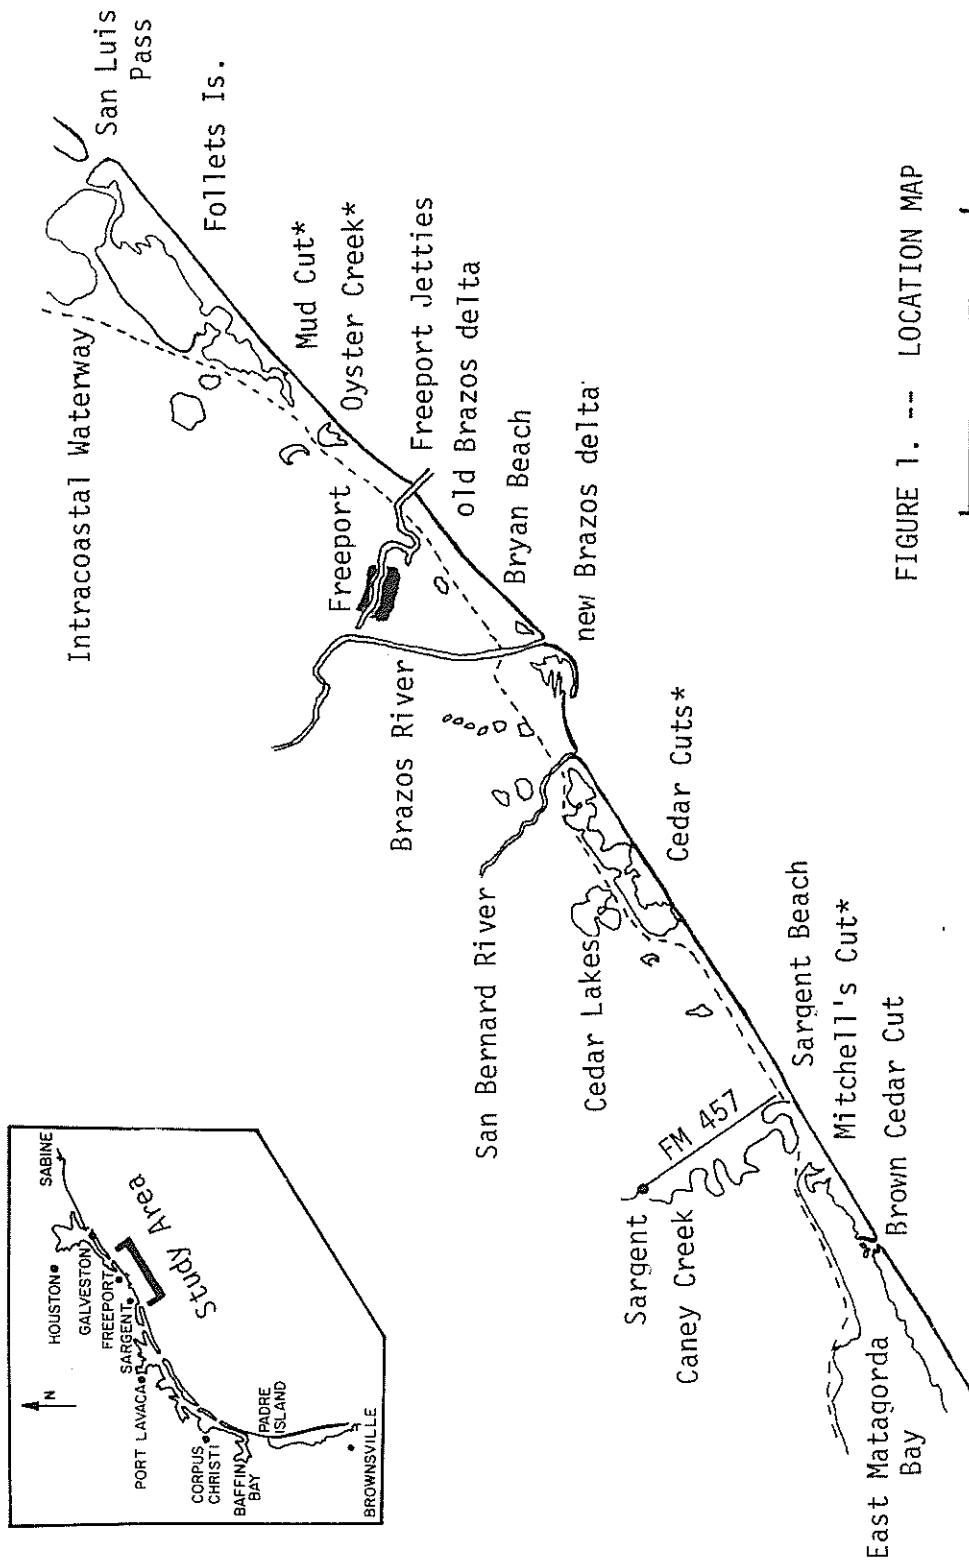 San Luis
Pass
Follets Is.
Intracoastal Waterway
Mud Cut*
Oyster Creek*
Freeport Jetties
old Brazos delta
Freeport
Bryan Beach
new Brazos delta
Brazos River
San Bernard River
Cedar Cuts*
Cedar Lakes
Sargent Beach
Mitchell's Cut*
Brown Cedar Cut
FM 457
Sargent
Caney Creek
East Matagorda
Bay
N
HOUSTON
SABINE
GALVESTON
FREEPORT
SARGENT
Study Area
PORT LAVACA
CORPUS
CHRISTI
BAFFIN
BAY
PADRE
ISLAND
BROWNSVILLE
FIGURE 1. -- LOCATION MAP